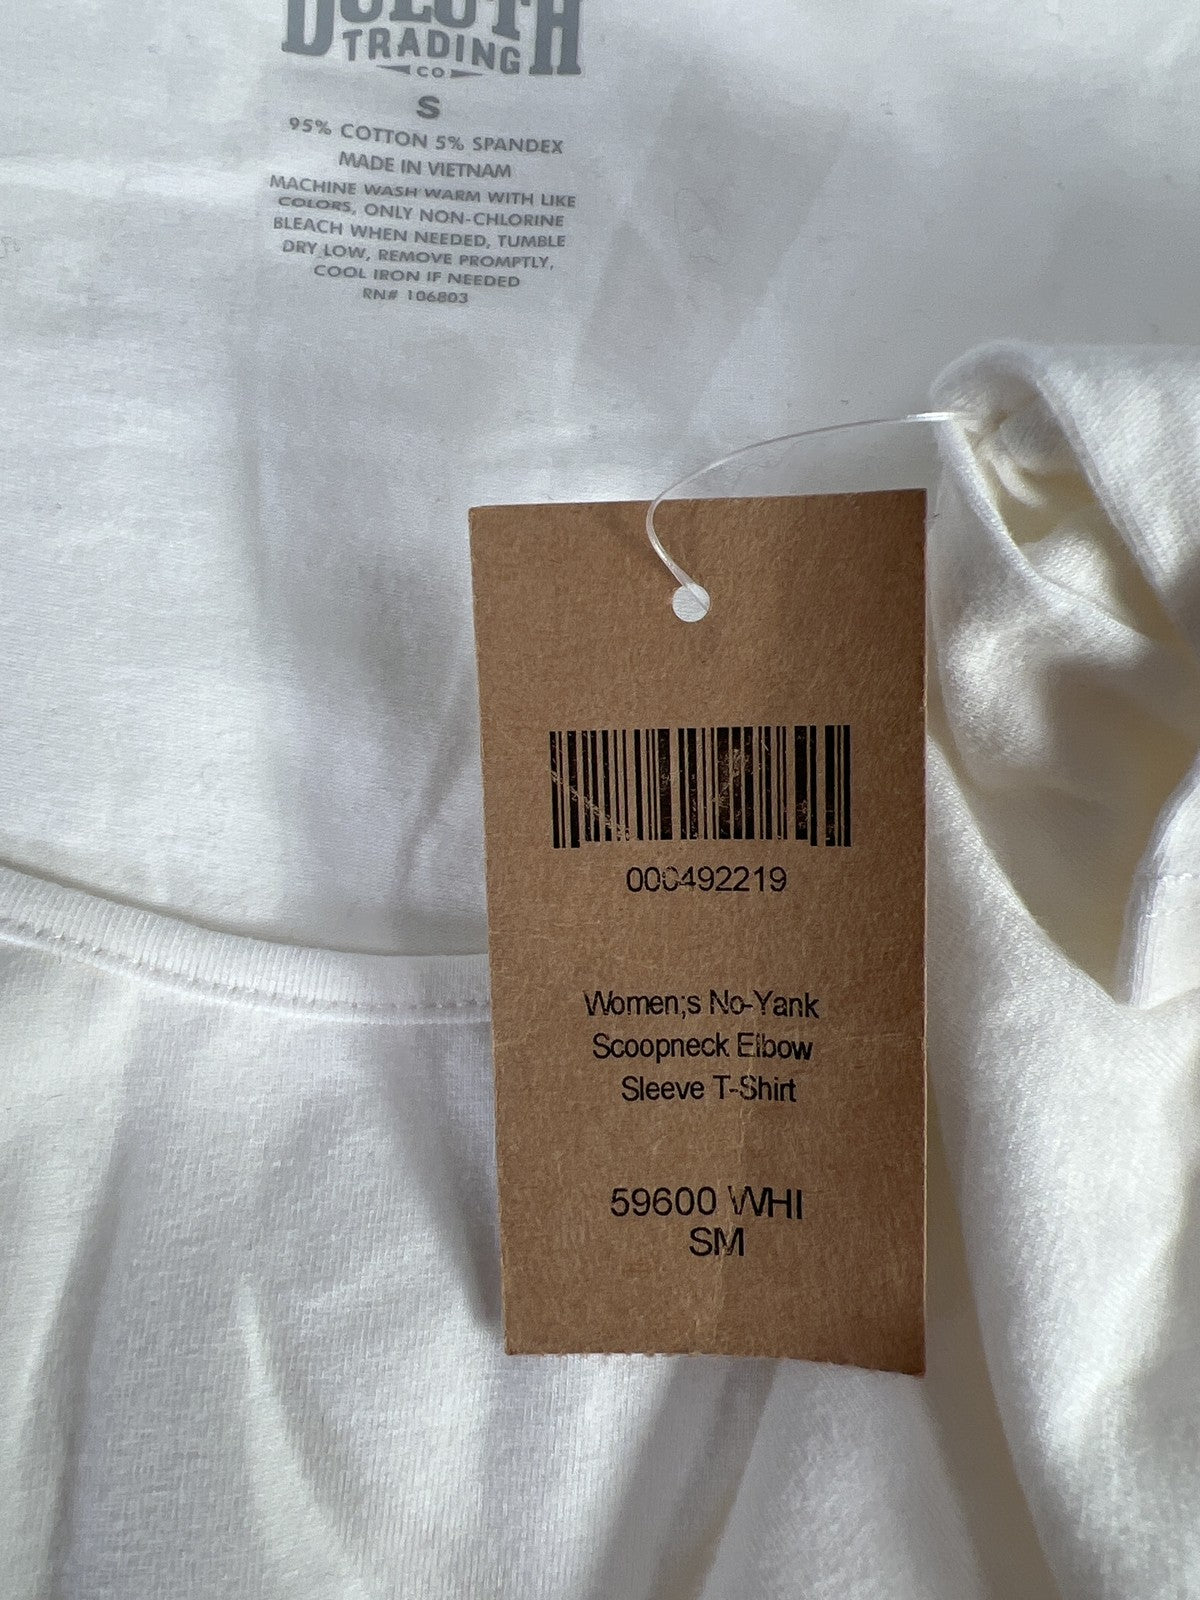 DULUTH
TRADING
CO
S
95% COTTON 5% SPANDEX
MADE IN VIETNAM
MACHINE WASH WARM WITH LIKE
COLORS, ONLY NON-CHLORINE
BLEACH WHEN NEEDED, TUMBLE
DRY LOW, REMOVE PROMPTLY,
COOL IRON IF NEEDED
RN# 106803
000492219
Women;s No-Yank
Scoopneck Elbow
Sleeve T-Shirt
59600 WHI
SM